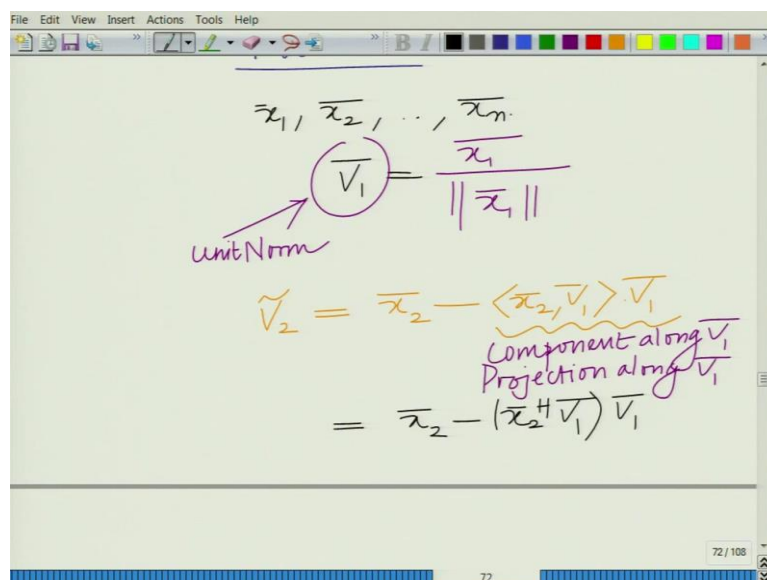 File Edit View Insert Actions Tools Help
B I
x̄₁, x̄₂, .., x̄ₙ.
V̄₁ = x̄₁ / ||x̄₁||
Unit Norm
Ṽ₂ = x̄₂ − <x̄₂, V̄₁> . V̄₁
Component along V̄₁
Projection along V̄₁
= x̄₂ − (x̄₂ᴴ V̄₁) V̄₁
72 / 108
72